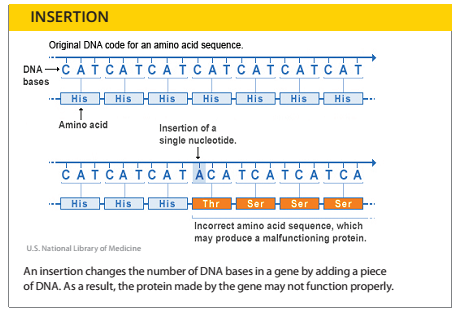 INSERTION
Original DNA code for an amino acid sequence.
DNA bases
C A T C A T C A T C A T C A T C A T C A T
His His His His His His His
Amino acid
Insertion of a
single nucleotide.
C A T C A T C A T A C A T C A T C A T C A
His His His Thr Ser Ser Ser
Incorrect amino acid sequence, which
may produce a malfunctioning protein.
U.S. National Library of Medicine
An insertion changes the number of DNA bases in a gene by adding a piece
of DNA. As a result, the protein made by the gene may not function properly.